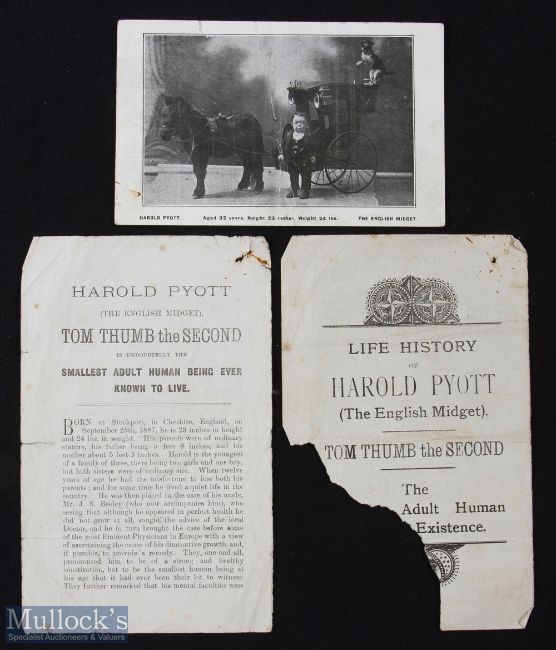 HAROLD PYOTT. Aged 32 years. Height 23 inches, Weight 24 lbs. THE ENGLISH MIDGET.
HAROLD PYOTT
(THE ENGLISH MIDGET),
TOM THUMB the SECOND
IS UNDOUBTEDLY THE
SMALLEST ADULT HUMAN BEING EVER
KNOWN TO LIVE.
BORN at Stockport, in Cheshire, England, on
September 25th, 1887, he is 23 inches in height
and 24 lbs. in weight. His parents were of ordinary
stature, his father being 5 feet 8 inches, and his
mother about 5 feet 3 inches. Harold is the youngest
of a family of three, there being two girls and one boy,
but both sisters were of ordinary size. When twelve
years of age he had the misfortune to lose both his
parents; and for some time he lived a quiet life in the
country. He was then placed in the care of his uncle,
Mr. J. S. Besley (who now accompanies him), who
seeing that although he appeared in perfect health he
did not grow at all, sought the advice of the local
Doctor, and he in turn brought the case before some
of the most Eminent Physicians in Europe with a view
of ascertaining the cause of his diminutive growth; and,
if possible, to provide a remedy. They, one and all,
pronounced him to be of a strong and healthy
constitution, but to be the smallest human being at
his age that it had ever been their lot to witness.
They further remarked that his mental faculties were
LIFE HISTORY
OF
HAROLD PYOTT
(The English Midget).
TOM THUMB the SECOND
The
Adult Human
Existence.
Mullock's
Specialist Auctioneers & Valuers